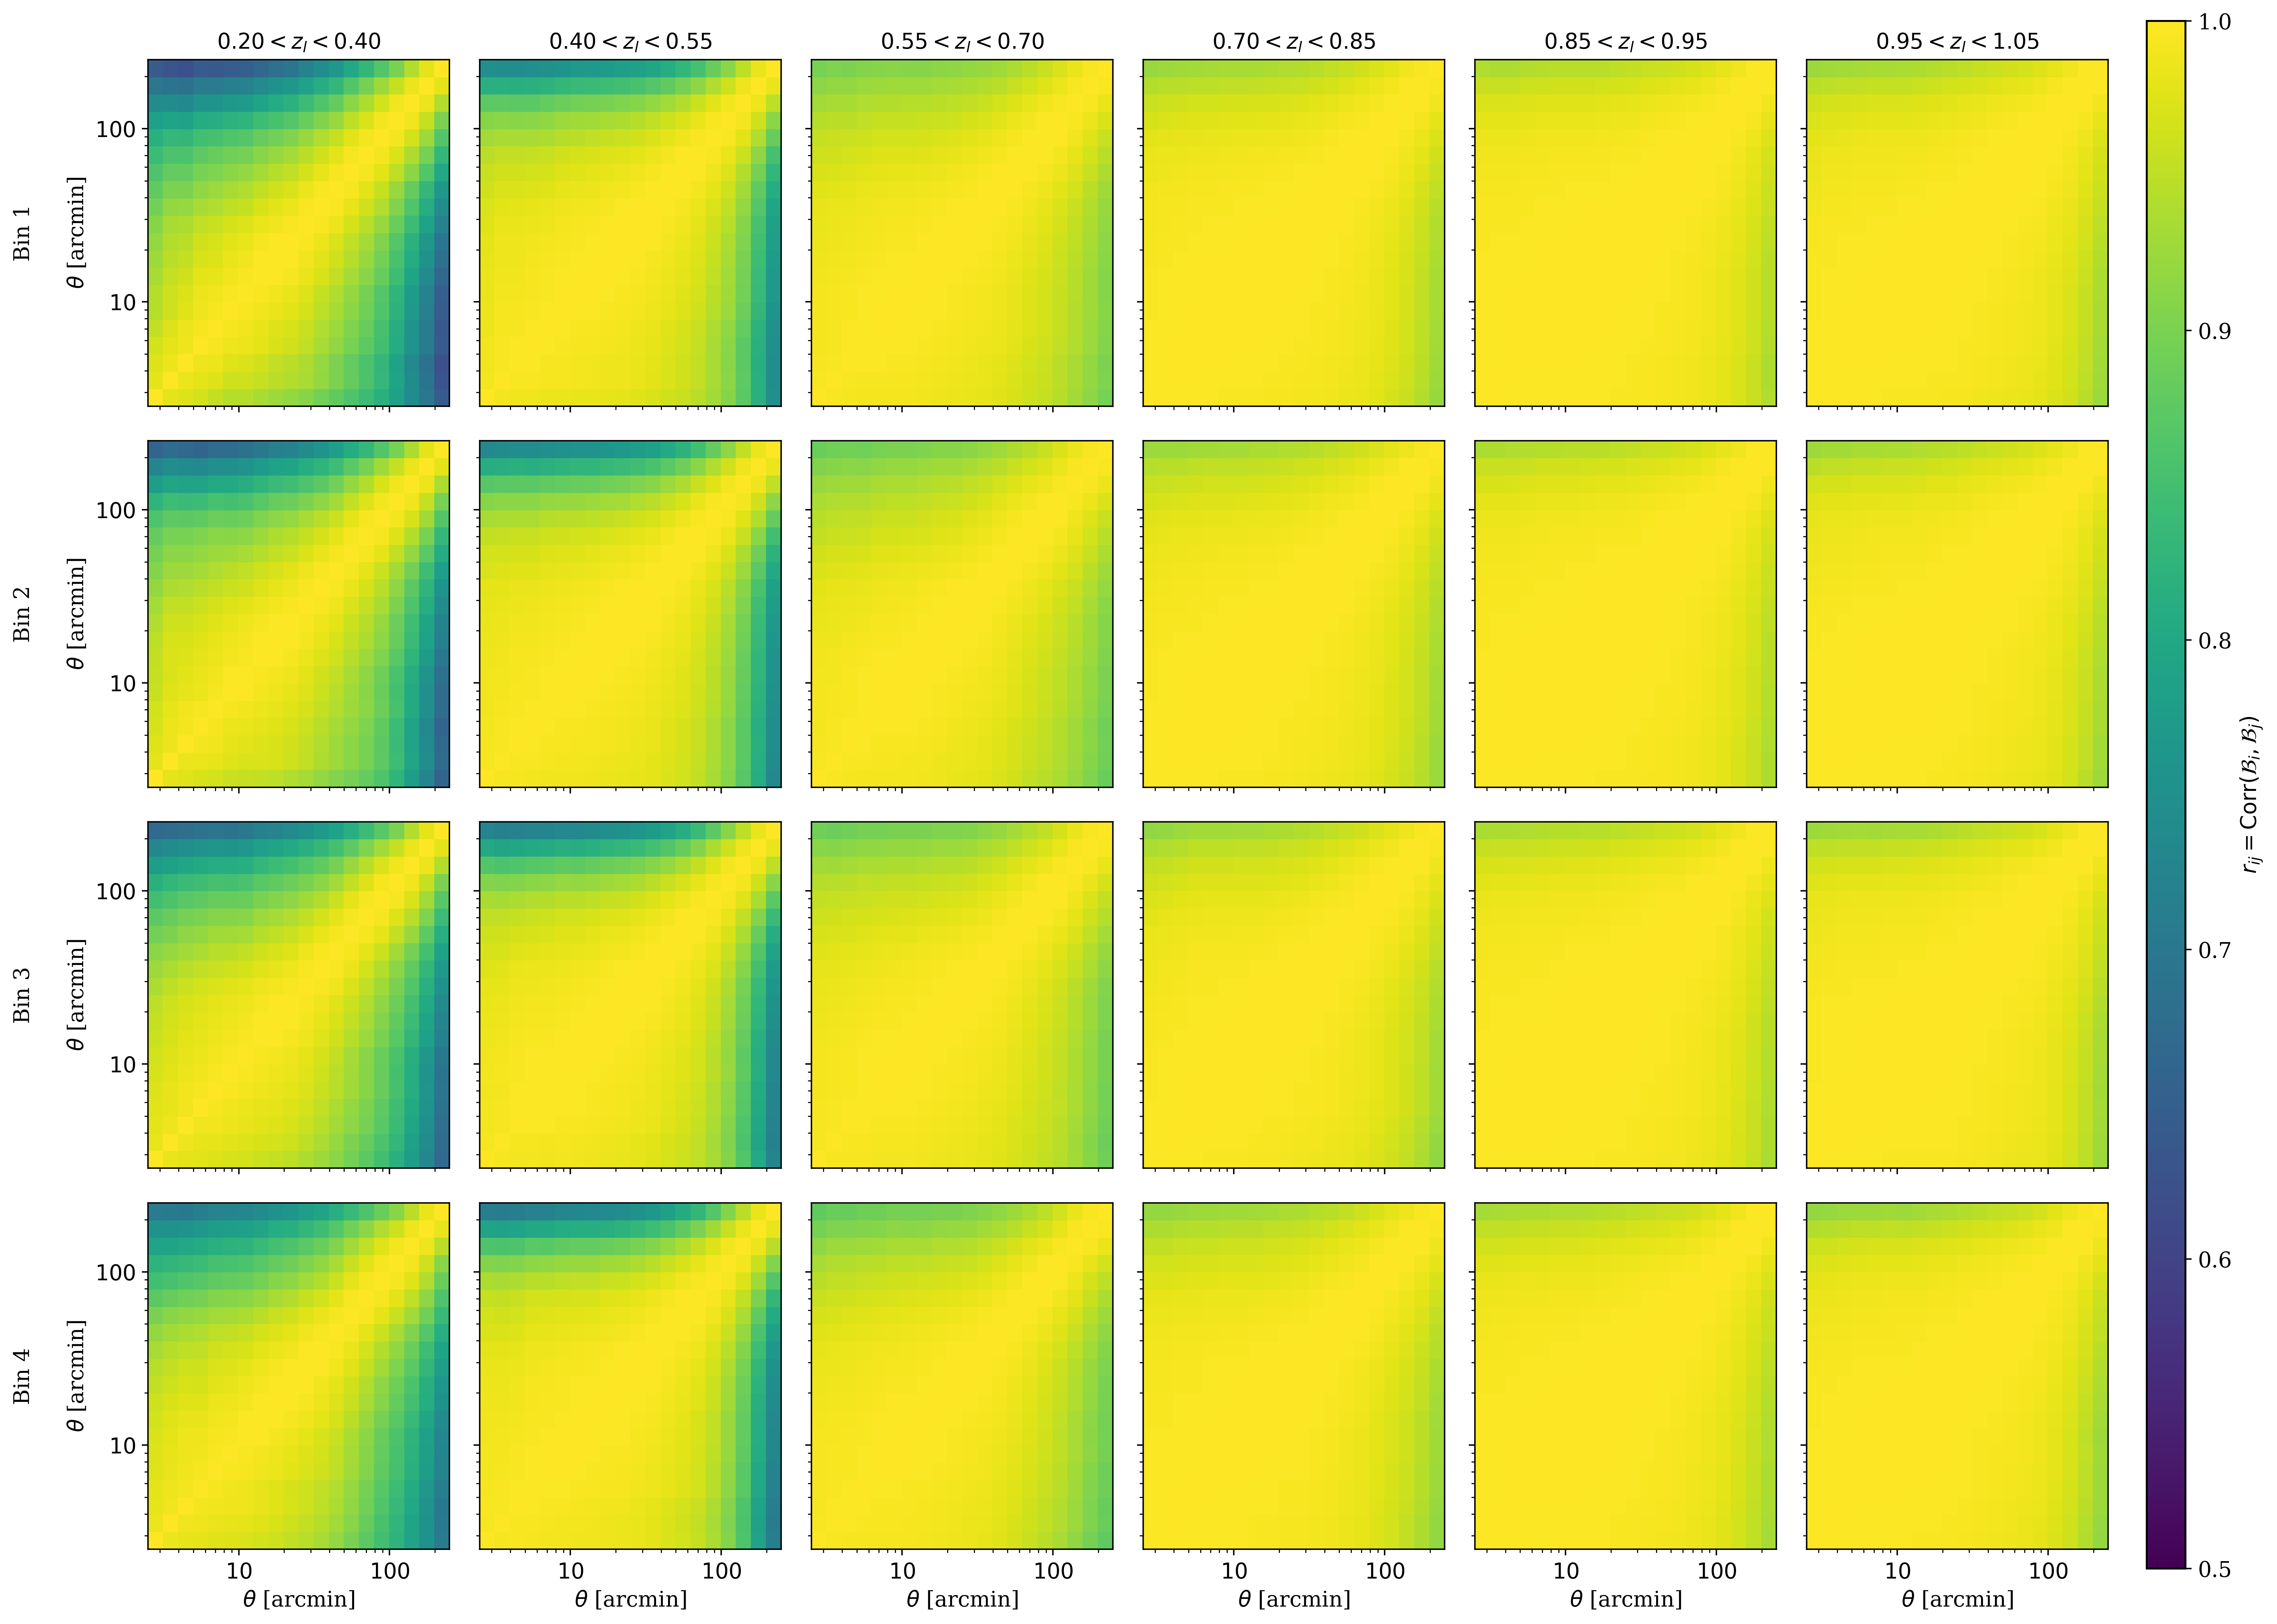 0.20 < z_l < 0.40 0.40 < z_l < 0.55 0.55 < z_l < 0.70 0.70 < z_l < 0.85 0.85 < z_l < 0.95 0.95 < z_l < 1.05
Bin 1
θ [arcmin]
100
10
Bin 2
θ [arcmin]
100
10
Bin 3
θ [arcmin]
100
10
Bin 4
θ [arcmin]
100
10
10 100 10 100 10 100 10 100 10 100 10 100
θ [arcmin] θ [arcmin] θ [arcmin] θ [arcmin] θ [arcmin] θ [arcmin]
1.0
0.9
0.8
0.7
0.6
0.5
r_{ij} = Corr(ℬ_i, ℬ_j)